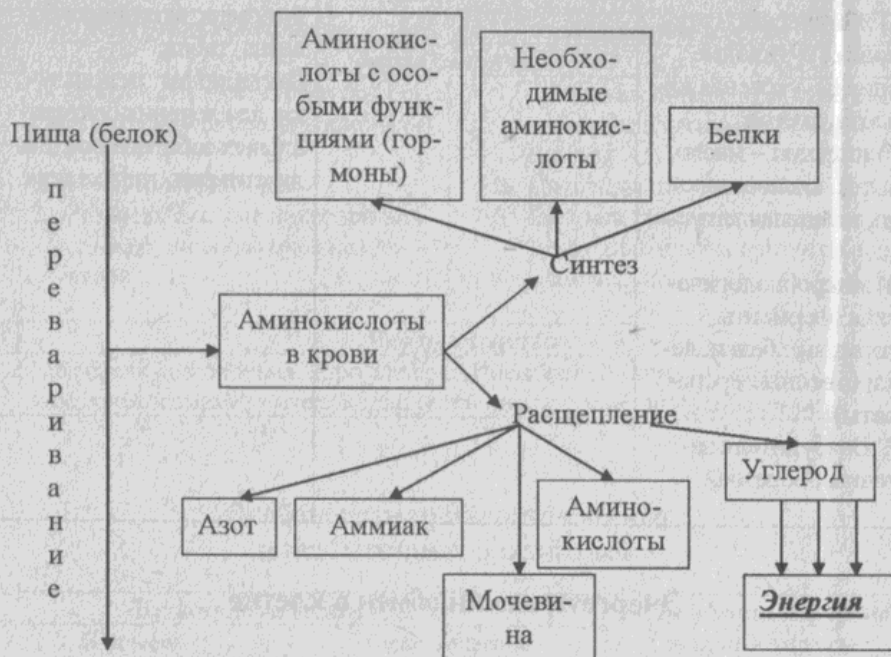 Аминокис-
лоты с осо-
быми функ-
циями (гор-
моны)
Необхо-
димые
аминокис-
лоты
Белки
Пища (белок)
Переваривание
Синтез
Аминокислоты
в крови
Расщепление
Углерод
Азот
Аммиак
Амино-
кислоты
Мочеви-
на
Энергия